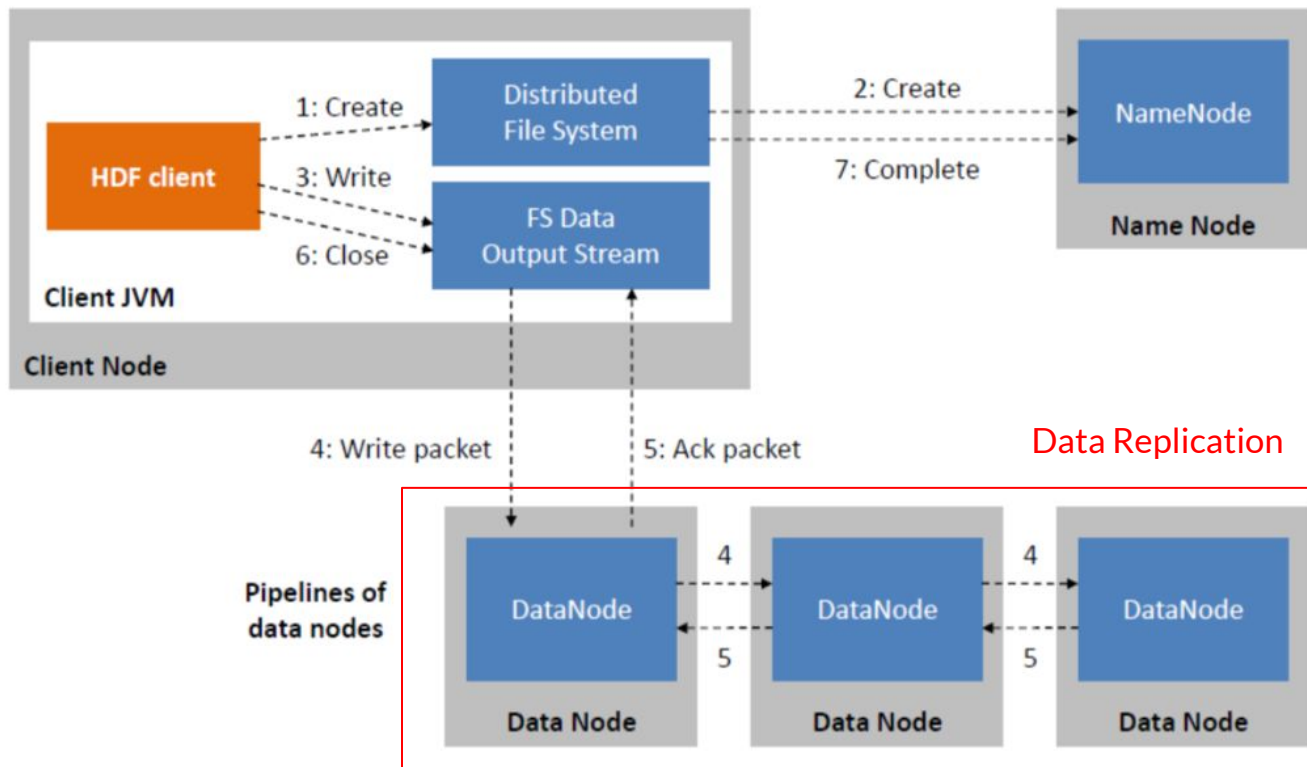 1: Create
Distributed
File System
2: Create
NameNode
HDF client
3: Write
7: Complete
FS Data
Output Stream
6: Close
Name Node
Client JVM
Client Node
4: Write packet
5: Ack packet
Data Replication
Pipelines of
data nodes
DataNode
4
DataNode
4
DataNode
5
5
Data Node
Data Node
Data Node